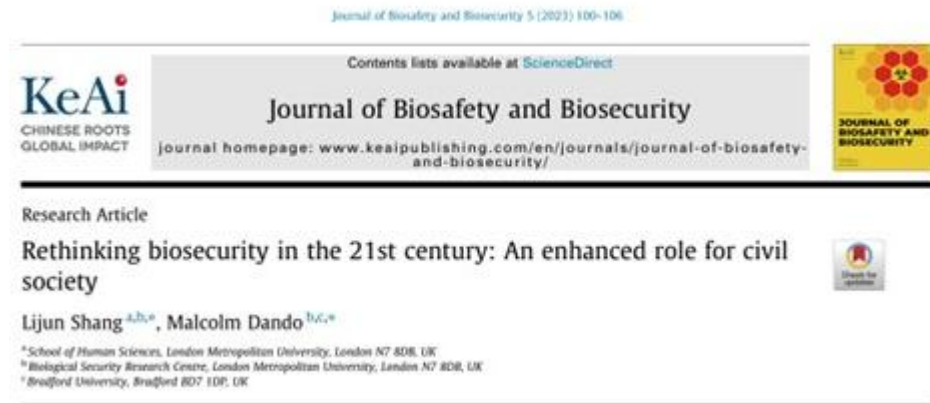 Journal of Biosafety and Biosecurity 5 (2023) 100–106
Contents lists available at ScienceDirect
KeAi
CHINESE ROOTS
GLOBAL IMPACT
Journal of Biosafety and Biosecurity
journal homepage: www.keaipublishing.com/en/journals/journal-of-biosafety-
and-biosecurity/
JOURNAL OF
BIOSAFETY AND
BIOSECURITY
Research Article
Rethinking biosecurity in the 21st century: An enhanced role for civil
society
Check for
updates
Lijun Shang a,b,*, Malcolm Dando b,c,*
a School of Human Sciences, London Metropolitan University, London N7 8DB, UK
b Biological Security Research Centre, London Metropolitan University, London N7 8DB, UK
c Bradford University, Bradford BD7 1DP, UK